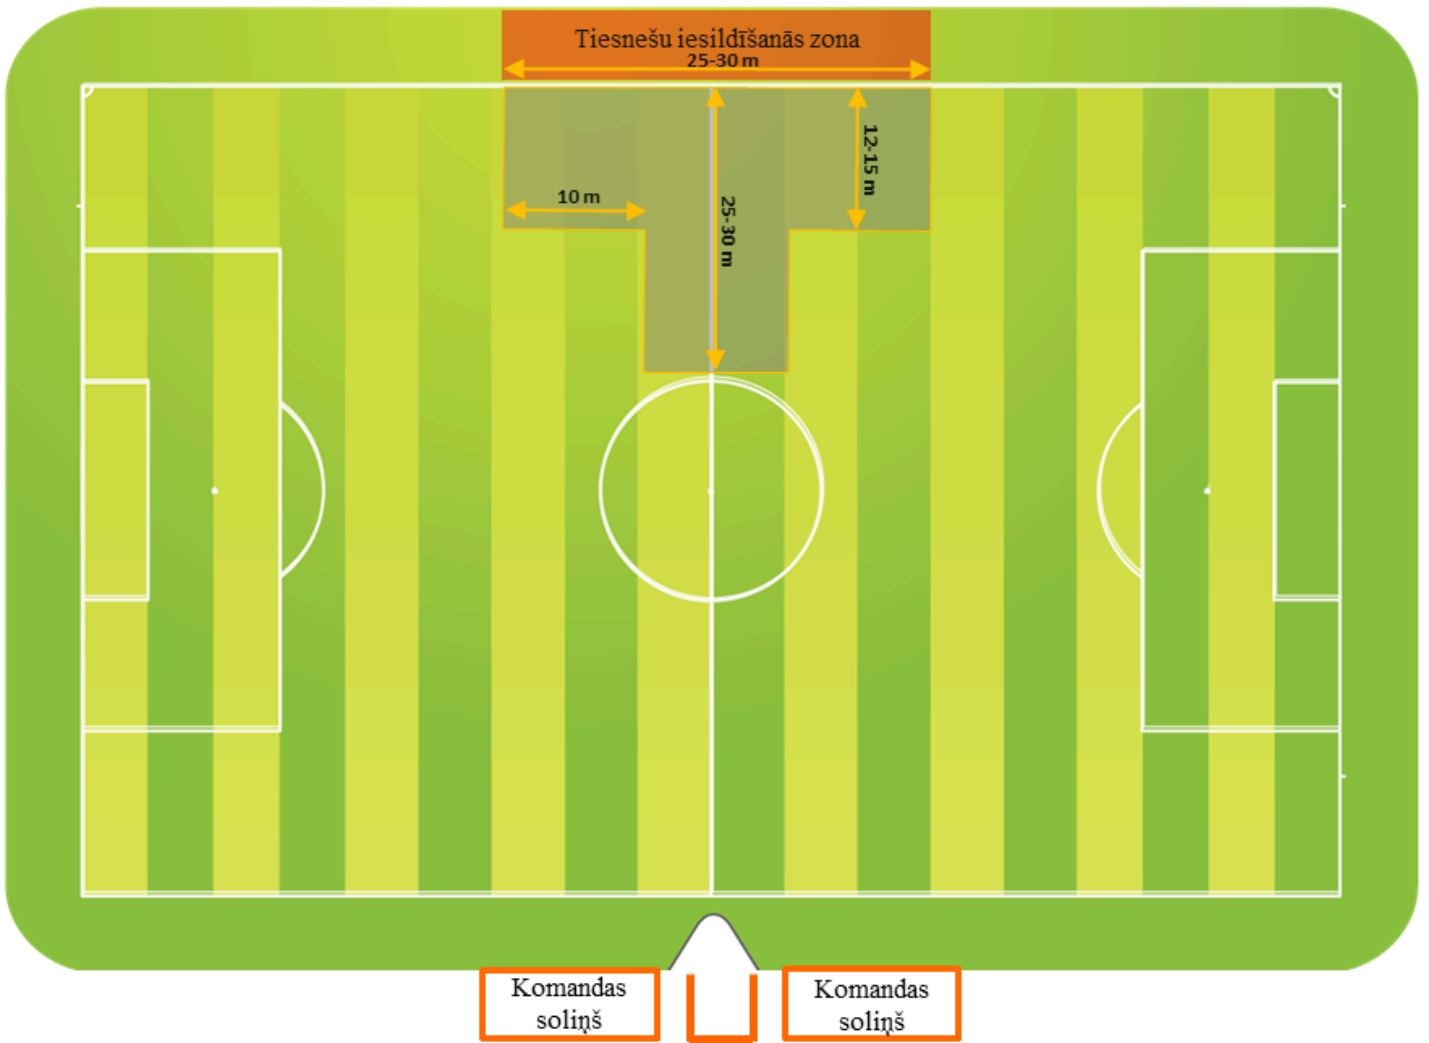 Tiesnešu iesildīšanās zona
25-30 m
12-15 m
10 m
25-30 m
Komandas
soliņš
Komandas
soliņš